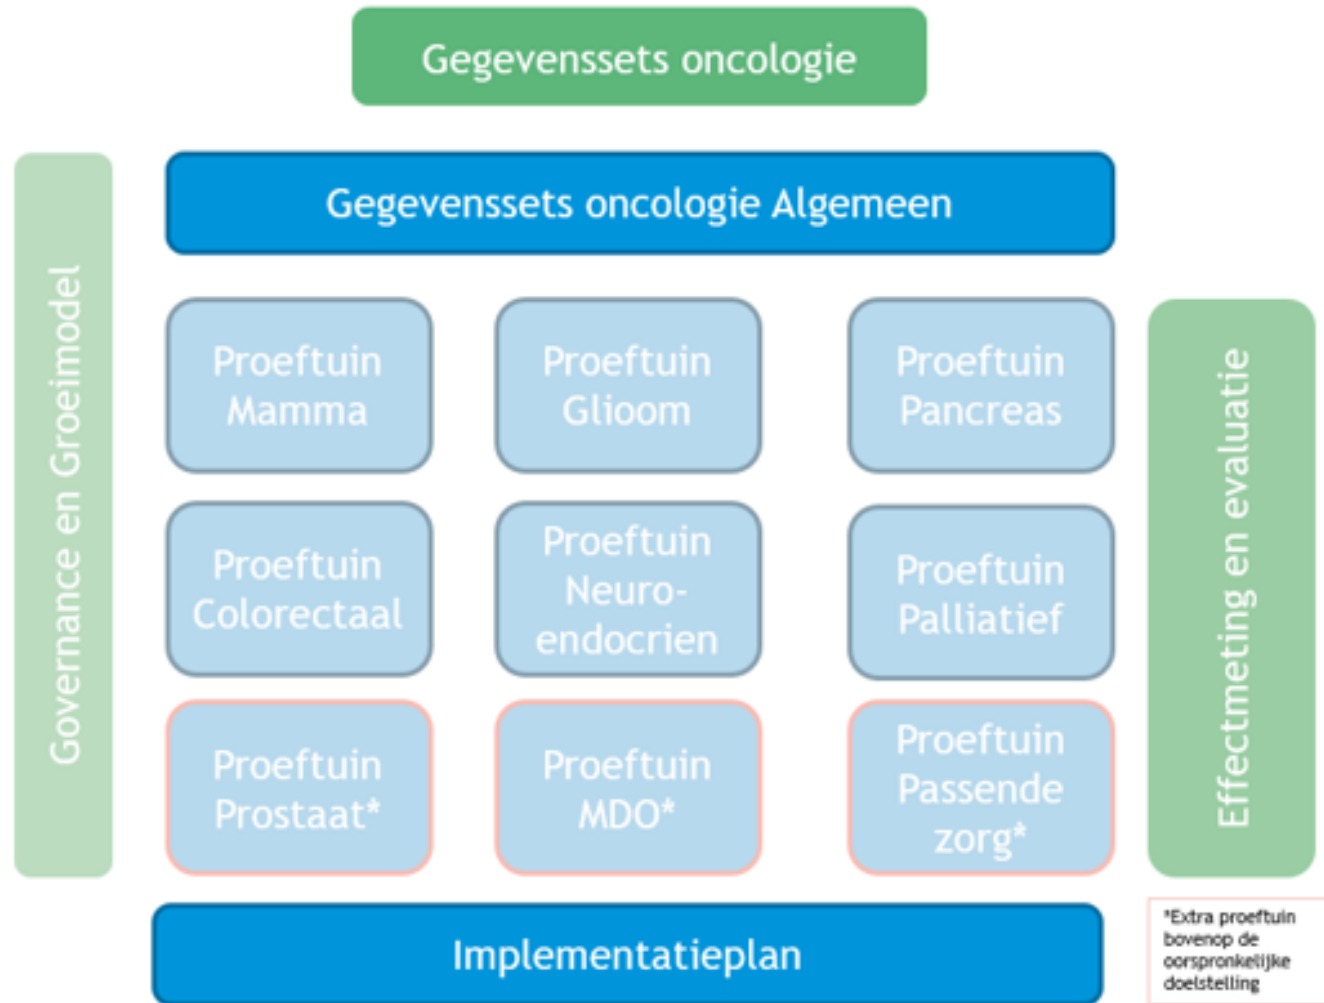 Gegevenssets oncologie
Governance en Groeimodel
Gegevenssets oncologie Algemeen
Proeftuin
Mamma
Proeftuin
Glioom
Proeftuin
Pancreas
Proeftuin
Colorectaal
Proeftuin
Neuro-
endocrien
Proeftuin
Palliatief
Proeftuin
Prostaat*
Proeftuin
MDO*
Proeftuin
Passende
zorg*
Effectmeting en evaluatie
Implementatieplan
*Extra proeftuin
bovenop de
oorspronkelijke
doelstelling